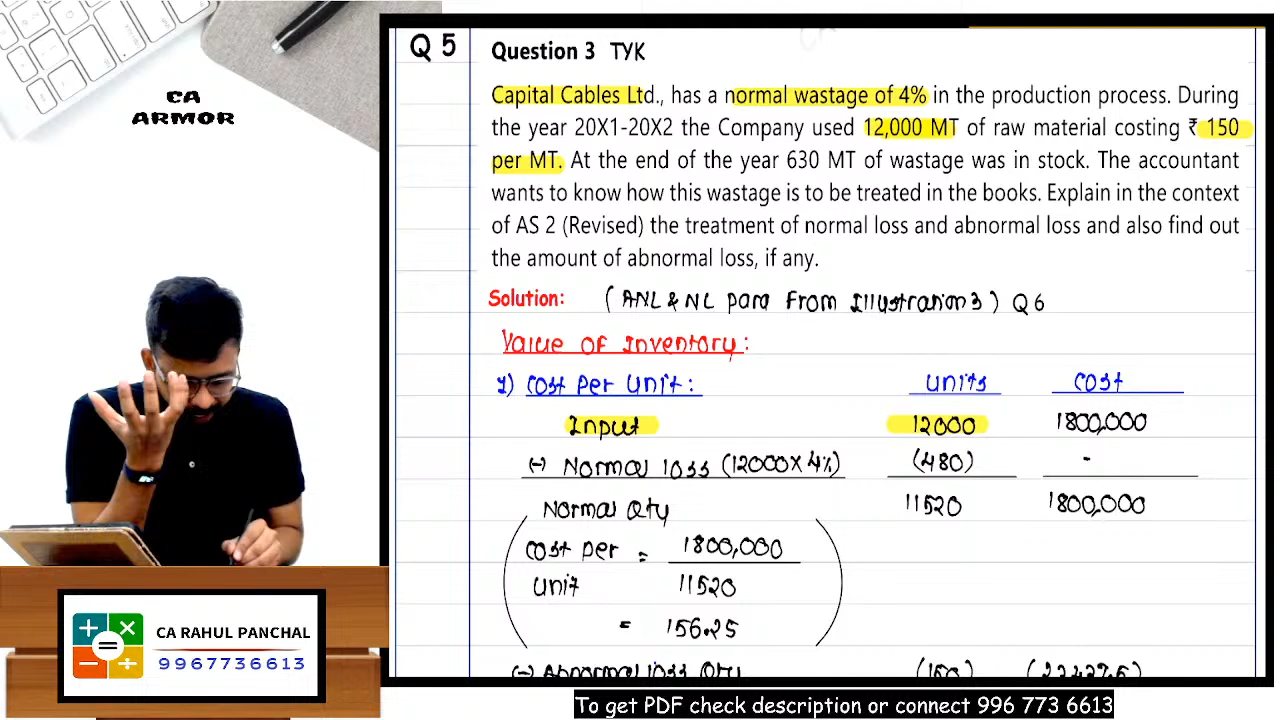 CA
ARMOR
Q 5
Question 3 TYK
Capital Cables Ltd., has a normal wastage of 4% in the production process. During
the year 20X1-20X2 the Company used 12,000 MT of raw material costing ₹ 150
per MT. At the end of the year 630 MT of wastage was in stock. The accountant
wants to know how this wastage is to be treated in the books. Explain in the context
of AS 2 (Revised) the treatment of normal loss and abnormal loss and also find out
the amount of abnormal loss, if any.
Solution: (ANL & NL para From Illustration 3) Q 6
Value of Inventory:
1) Cost Per Unit: Units Cost
Input 12000 1800,000
(-) Normal loss (12000 X 4%) (480) -
Normal Qty 11520 1800,000
Cost per = 1800,000
Unit 11520
= 156.25
(-) Abnormal loss Qty (150) (23437.5)
CA RAHUL PANCHAL
9967736613
To get PDF check description or connect 996 773 6613